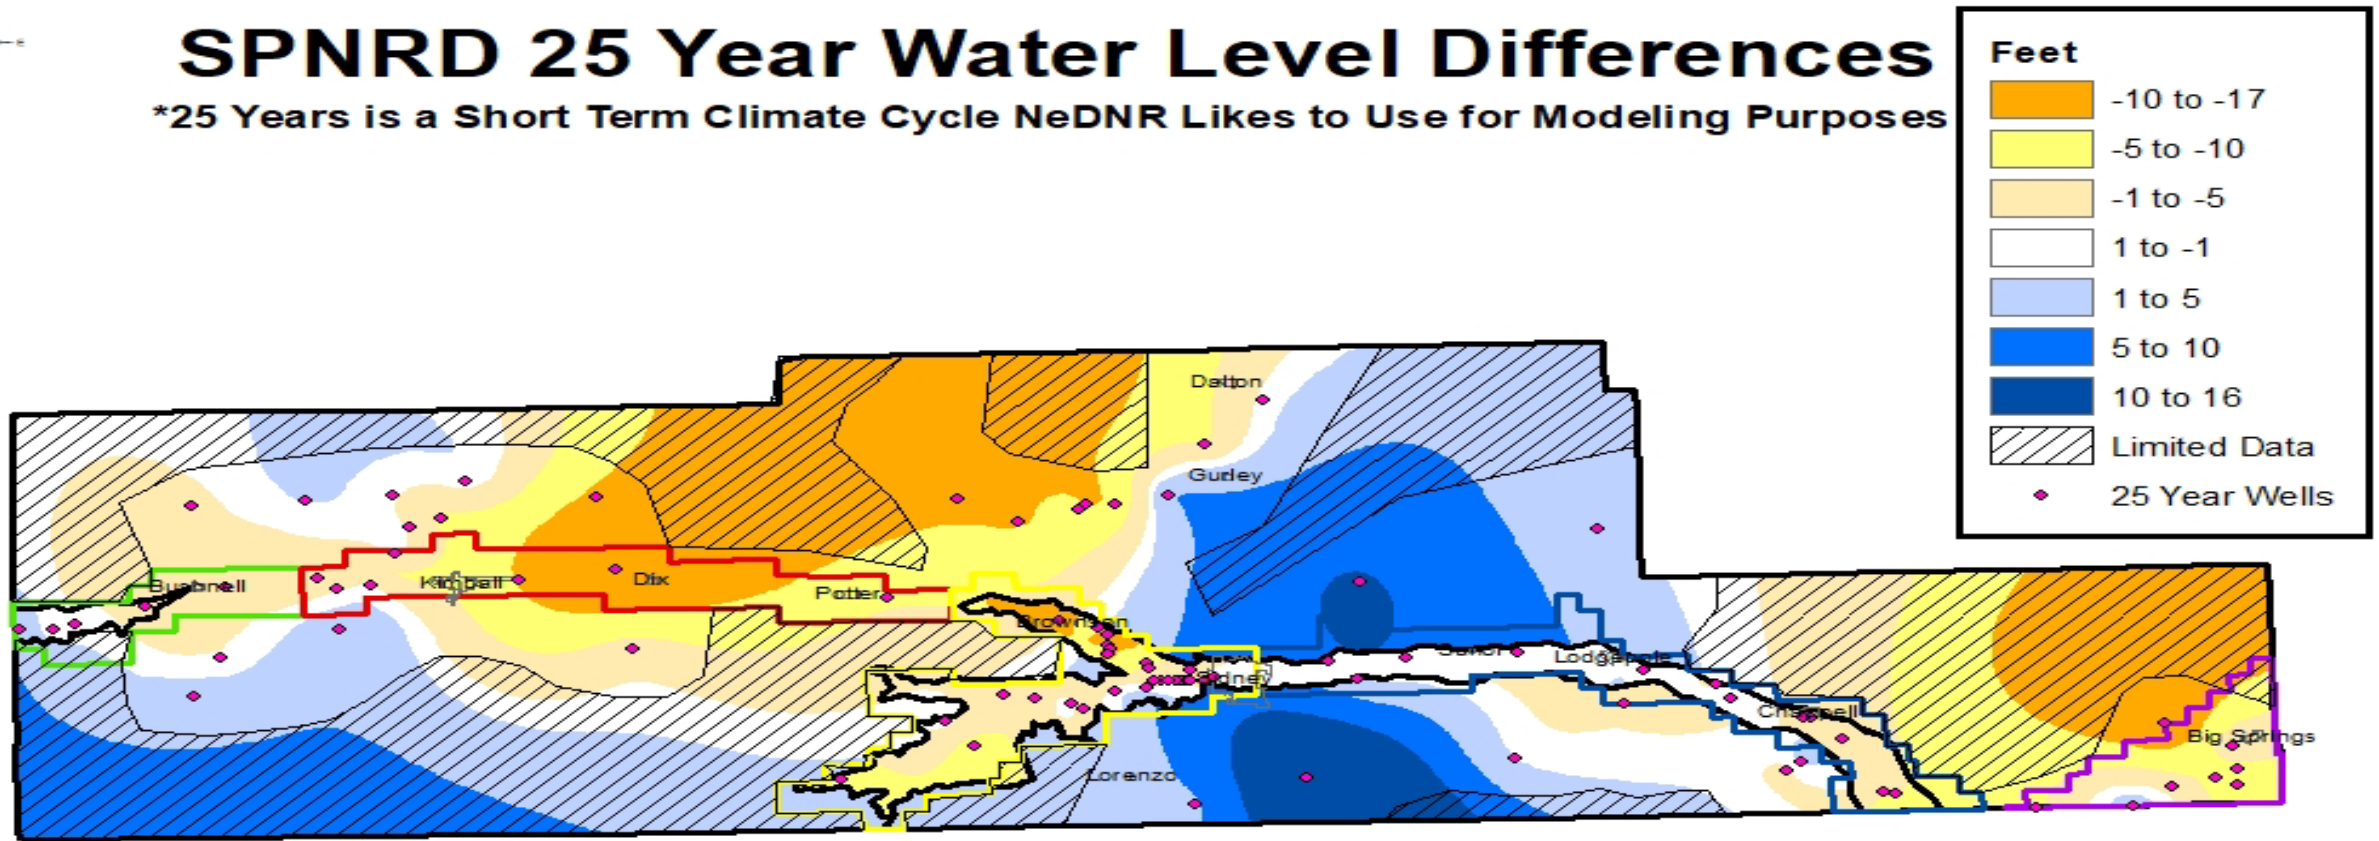 SPNRD 25 Year Water Level Differences
*25 Years is a Short Term Climate Cycle NeDNR Likes to Use for Modeling Purposes
Feet
-10 to -17
-5 to -10
-1 to -5
1 to -1
1 to 5
5 to 10
10 to 16
Limited Data
25 Year Wells
Dalton
Gurley
Bushnell
Kimball
Dix
Potter
Brownson
Sidney
Lodgepole
Chappell
Big Springs
Lorenzo